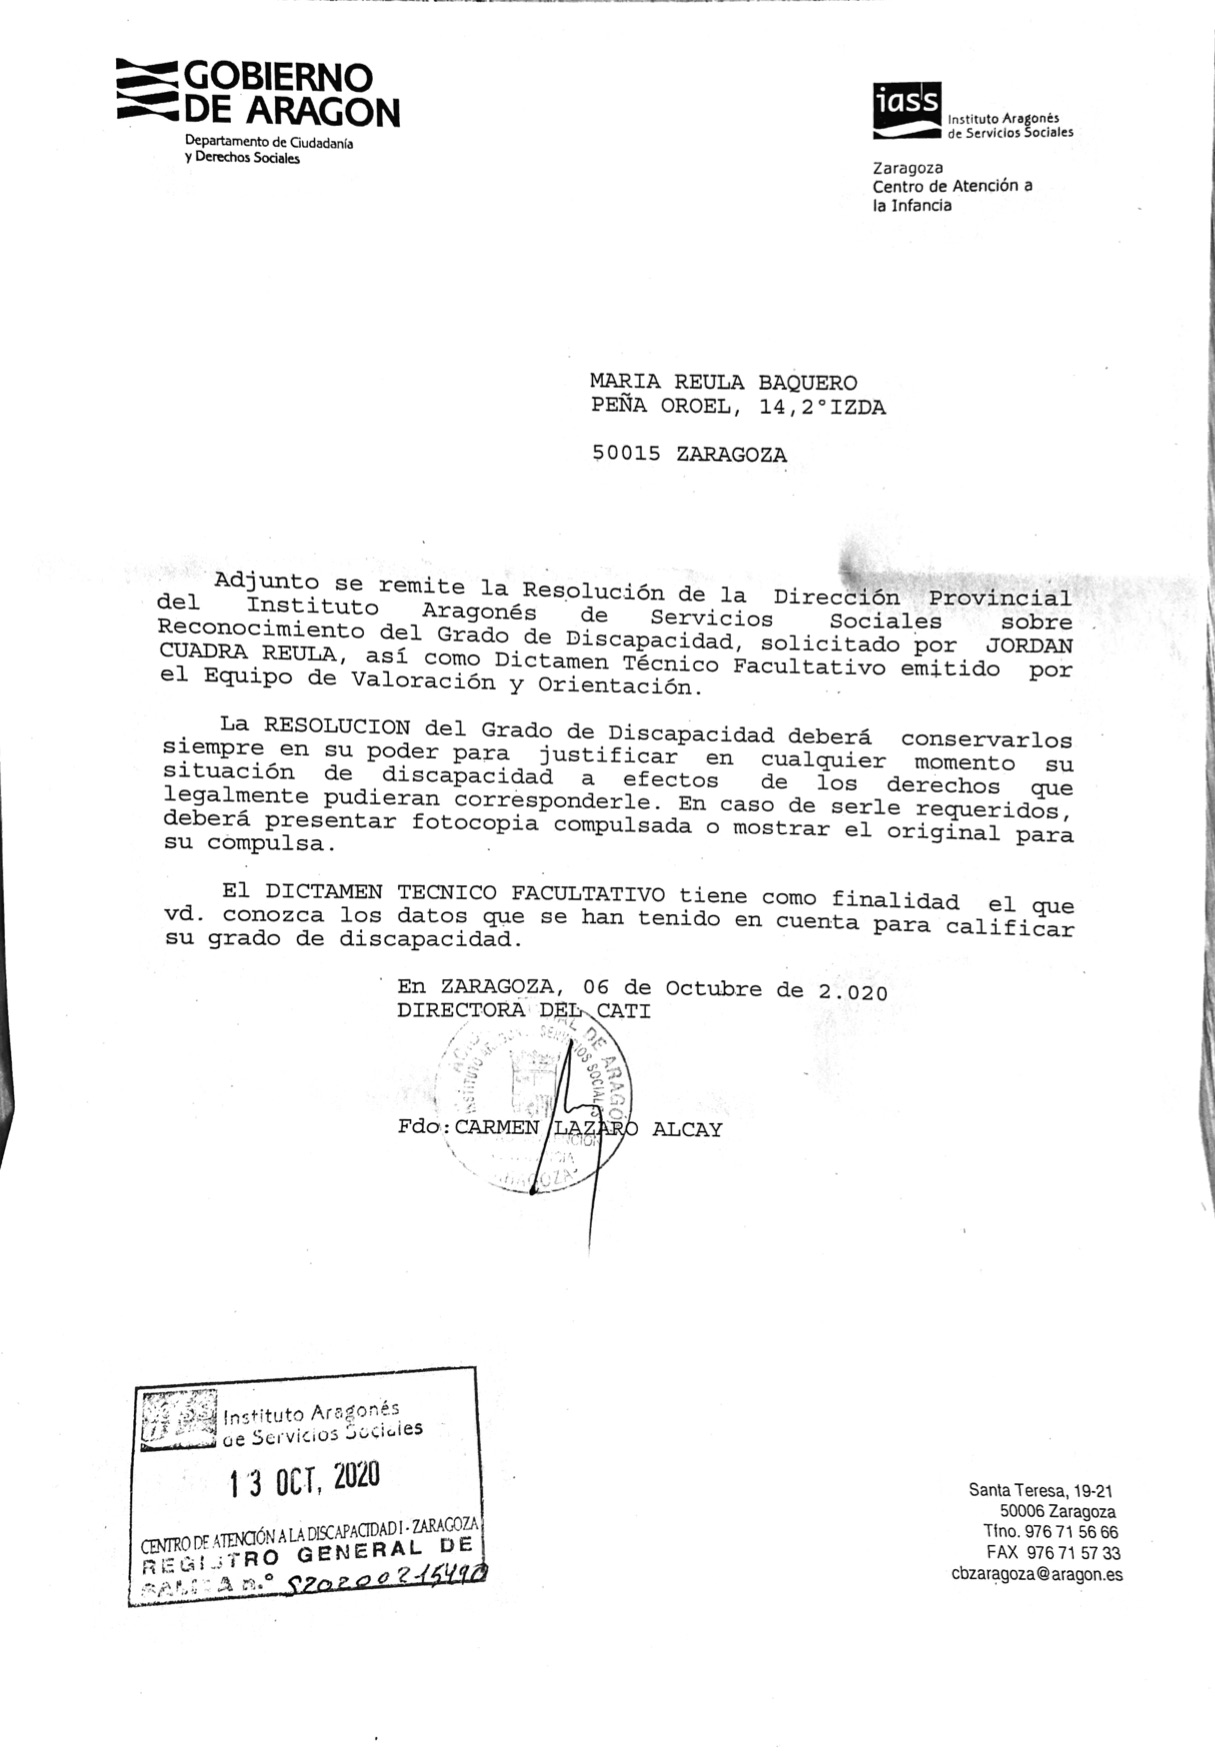 GOBIERNO
DE ARAGON
Departamento de Ciudadanía
y Derechos Sociales
iass
Instituto Aragonés
de Servicios Sociales
Zaragoza
Centro de Atención a
la Infancia
MARIA REULA BAQUERO
PEÑA OROEL, 14,2°IZDA
50015 ZARAGOZA
Adjunto se remite la Resolución de la Dirección Provincial
del Instituto Aragonés de Servicios Sociales sobre
Reconocimiento del Grado de Discapacidad, solicitado por JORDAN
CUADRA REULA, así como Dictamen Técnico Facultativo emitido por
el Equipo de Valoración y Orientación.
La RESOLUCION del Grado de Discapacidad deberá conservarlos
siempre en su poder para justificar en cualquier momento su
situación de discapacidad a efectos de los derechos que
legalmente pudieran corresponderle. En caso de serle requeridos,
deberá presentar fotocopia compulsada o mostrar el original para
su compulsa.
El DICTAMEN TECNICO FACULTATIVO tiene como finalidad el que
vd. conozca los datos que se han tenido en cuenta para calificar
su grado de discapacidad.
En ZARAGOZA, 06 de Octubre de 2.020
DIRECTORA DEL CATI
DE ARAGON
INSTITUTO SERVICIOS SOCIALES
Fdo:CARMEN LAZARO ALCAY
Instituto Aragonés
de Servicios Sociales
13 OCT, 2020
CENTRO DE ATENCIÓN A LA DISCAPACIDAD I - ZARAGOZA
REGISTRO GENERAL DE
SALIDA n.º S20200215490
Santa Teresa, 19-21
50006 Zaragoza
Tfno. 976 71 56 66
FAX 976 71 57 33
cbzaragoza@aragon.es